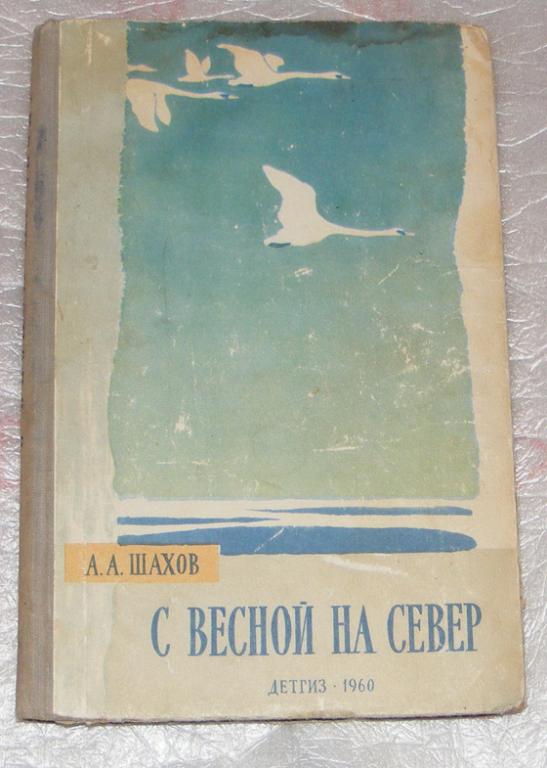 А. А. ШАХОВ
С ВЕСНОЙ НА СЕВЕР
ДЕТГИЗ · 1960